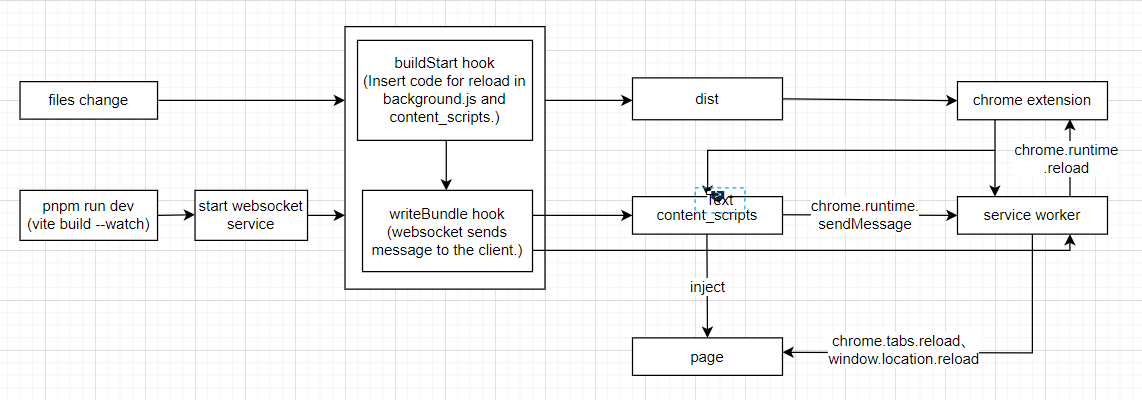 files change
buildStart hook
(Insert code for reload in
background.js and
content_scripts.)
dist
chrome extension
chrome.runtime
.reload
pnpm run dev
(vite build --watch)
start websocket
service
writeBundle hook
(websocket sends
message to the client.)
Text
content_scripts
chrome.runtime.
sendMessage
service worker
inject
page
chrome.tabs.reload、
window.location.reload